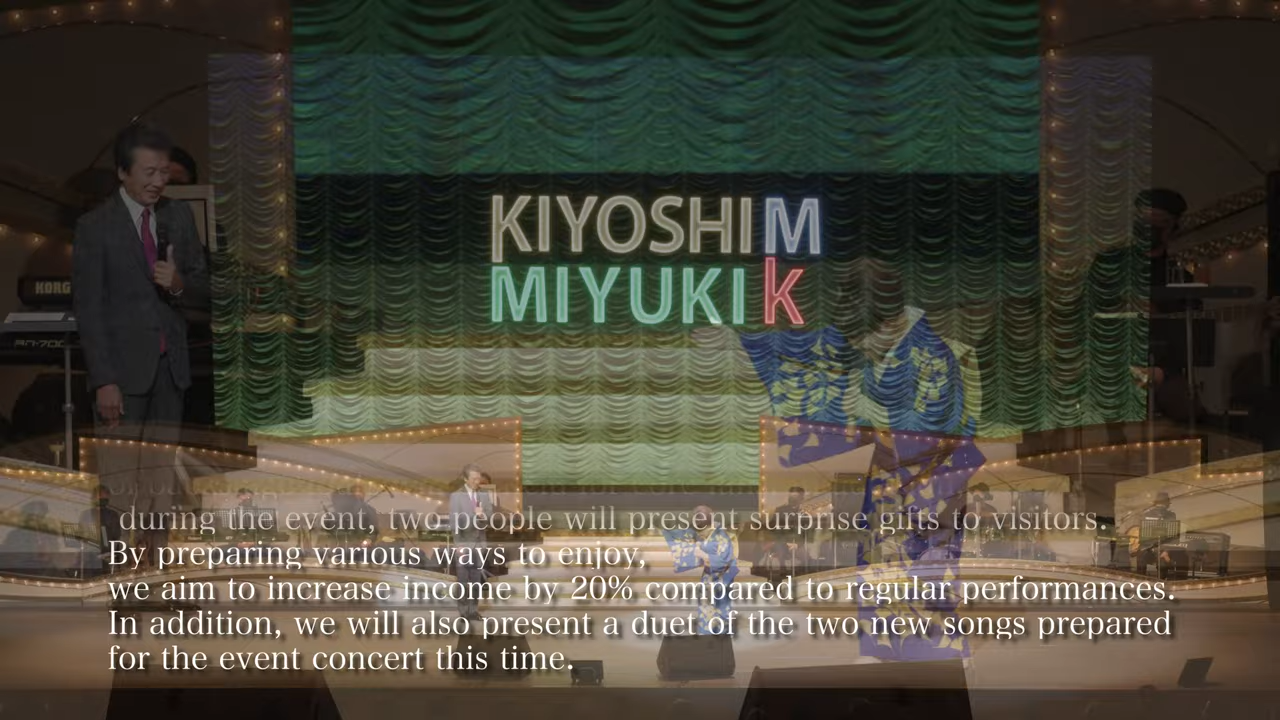 KIYOSHI M
MIYUKI K
KORG
during the event, two people will present surprise gifts to visitors.
By preparing various ways to enjoy,
we aim to increase income by 20% compared to regular performances.
In addition, we will also present a duet of the two new songs prepared
for the event concert this time.